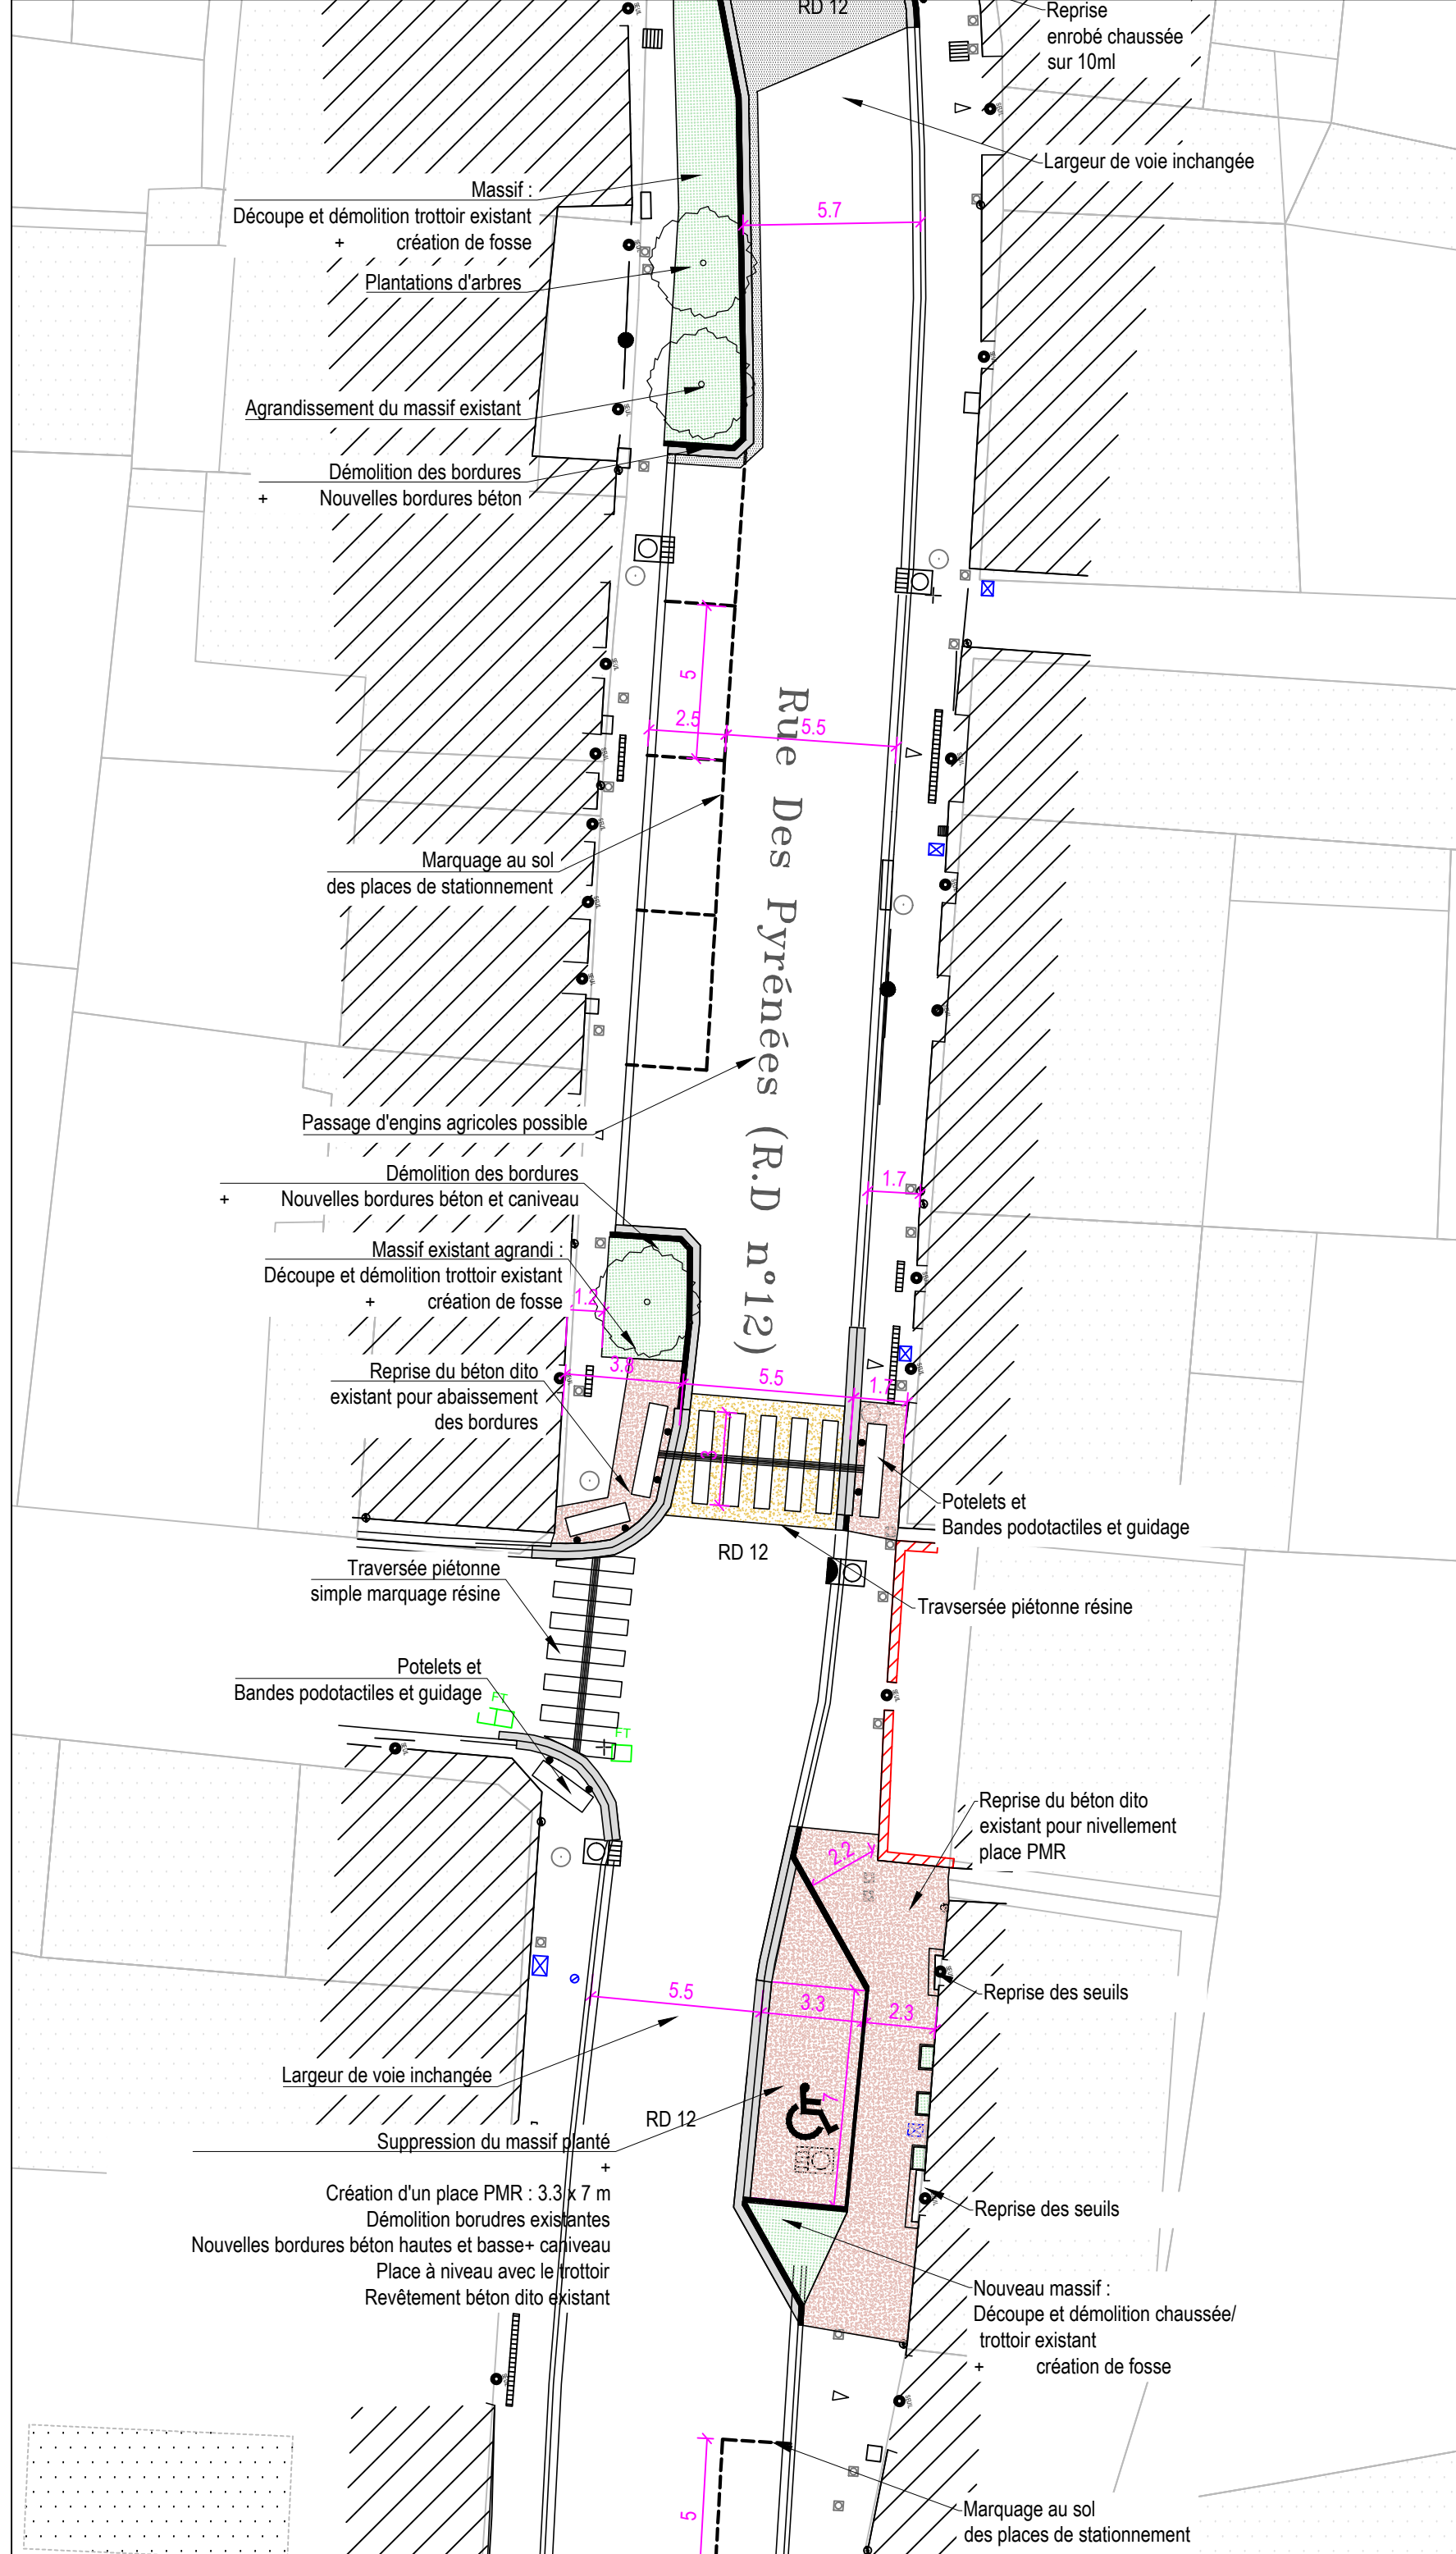 RD 12
Reprise
enrobé chaussée
sur 10ml
Largeur de voie inchangée
Massif :
Découpe et démolition trottoir existant
+ création de fosse
5.7
Plantations d'arbres
Agrandissement du massif existant
Démolition des bordures
+ Nouvelles bordures béton
5
2.5
5.5
Rue Des Pyrénées (R.D n°12)
Marquage au sol
des places de stationnement
Passage d'engins agricoles possible
Démolition des bordures
+ Nouvelles bordures béton et caniveau
1.7
Massif existant agrandi :
Découpe et démolition trottoir existant
+ création de fosse
1.2
Reprise du béton dito
existant pour abaissement
des bordures
3.8
5.5
1.7
3
Potelets et
Bandes podotactiles et guidage
RD 12
Traversée piétonne
simple marquage résine
Travsersée piétonne résine
Potelets et
Bandes podotactiles et guidage
FT
FT
Reprise du béton dito
existant pour nivellement
place PMR
2.2
Reprise des seuils
5.5
3.3
2.3
7
Largeur de voie inchangée
RD 12
Suppression du massif planté
+
Création d'un place PMR : 3.3 x 7 m
Démolition borudres existantes
Nouvelles bordures béton hautes et basse+ caniveau
Place à niveau avec le trottoir
Revêtement béton dito existant
Reprise des seuils
Nouveau massif :
Découpe et démolition chaussée/
trottoir existant
+ création de fosse
5
Marquage au sol
des places de stationnement